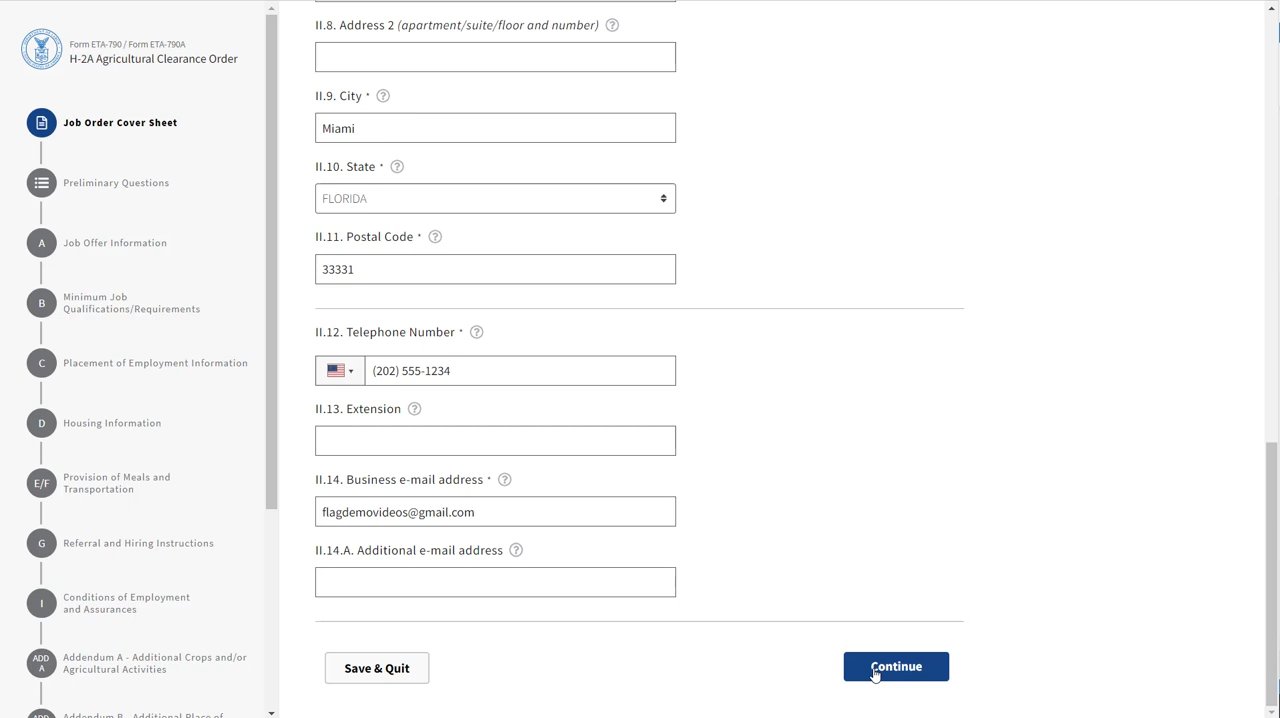 Form ETA-790 / Form ETA-790A
H-2A Agricultural Clearance Order
Job Order Cover Sheet
Preliminary Questions
A
Job Offer Information
B
Minimum Job
Qualifications/Requirements
C
Placement of Employment Information
D
Housing Information
E/F
Provision of Meals and
Transportation
G
Referral and Hiring Instructions
I
Conditions of Employment
and Assurances
ADD
A
Addendum A - Additional Crops and/or
Agricultural Activities
ADD
Addendum B - Additional Place of
II.8. Address 2 (apartment/suite/floor and number) ?
II.9. City * ?
Miami
II.10. State * ?
FLORIDA
II.11. Postal Code * ?
33331
II.12. Telephone Number * ?
(202) 555-1234
II.13. Extension ?
II.14. Business e-mail address * ?
flagdemovideos@gmail.com
II.14.A. Additional e-mail address ?
Save & Quit
Continue